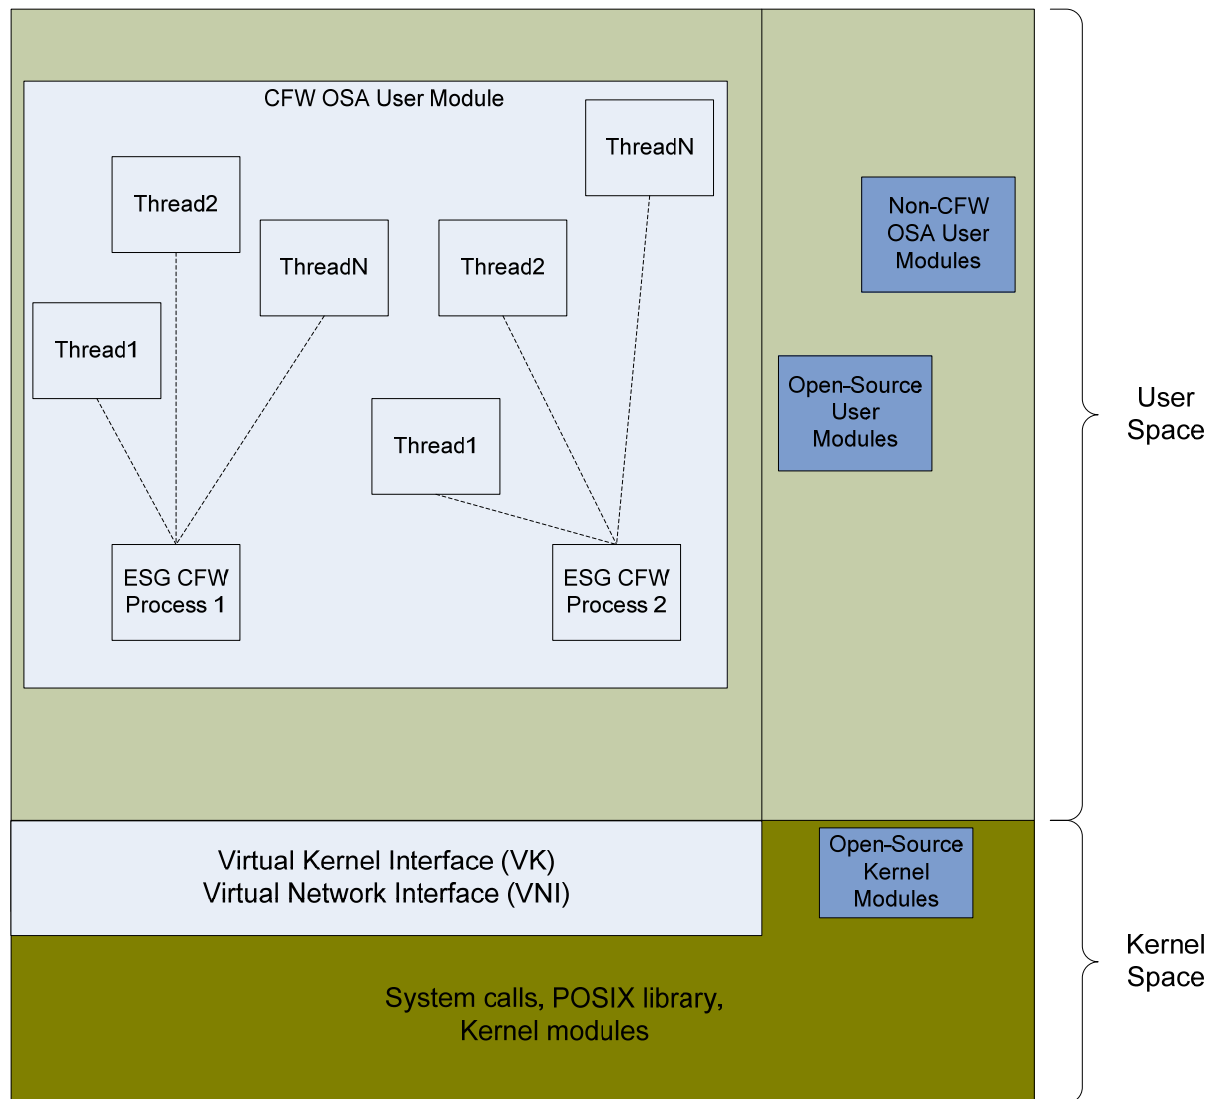 CFW OSA User Module
ThreadN
Thread2
ThreadN
Thread2
Thread1
Thread1
ESG CFW
Process 1
ESG CFW
Process 2
Non-CFW
OSA User
Modules
Open-Source
User
Modules
User
Space
Virtual Kernel Interface (VK)
Virtual Network Interface (VNI)
Open-Source
Kernel
Modules
System calls, POSIX library,
Kernel modules
Kernel
Space